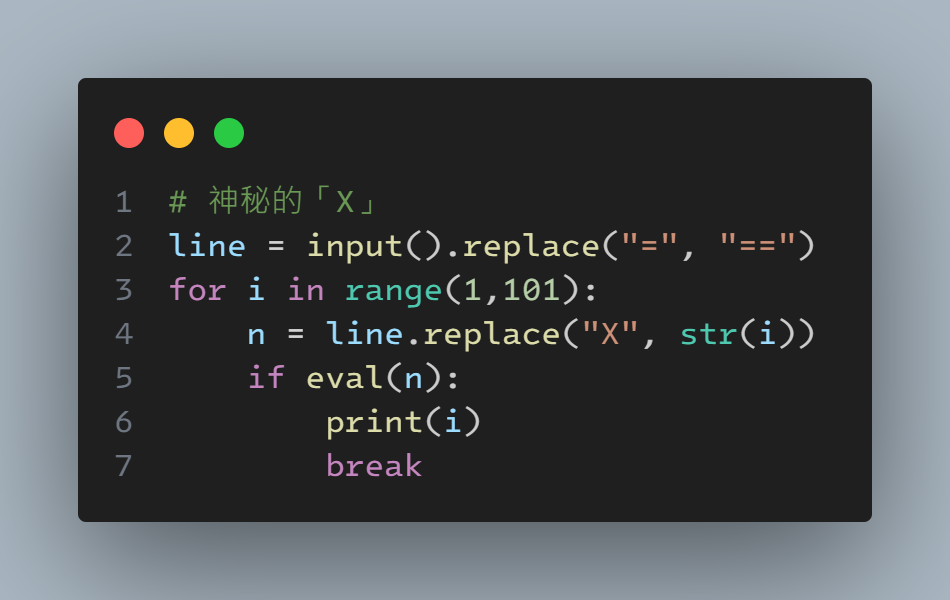 1 # 神秘的「X」
2 line = input().replace("=", "==")
3 for i in range(1,101):
4     n = line.replace("X", str(i))
5     if eval(n):
6         print(i)
7         break